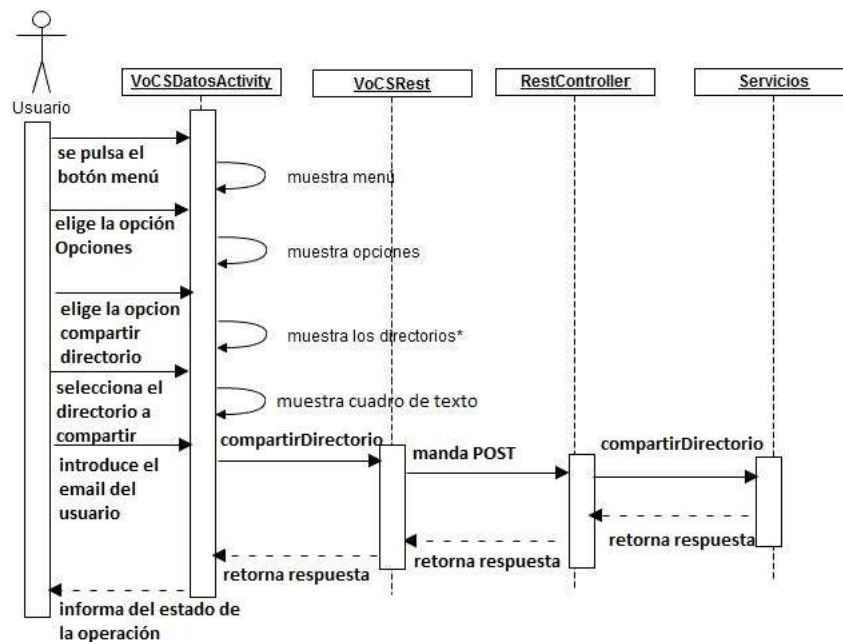 VoCSDatosActivity
VoCSRest
RestController
Servicios
Usuario
se pulsa el
botón menú
muestra menú
elige la opción
Opciones
muestra opciones
elige la opcion
compartir
directorio
muestra los directorios*
selecciona el
directorio a
compartir
muestra cuadro de texto
introduce el
email del
usuario
compartirDirectorio
manda POST
compartirDirectorio
retorna respuesta
retorna respuesta
retorna respuesta
informa del estado de
la operación